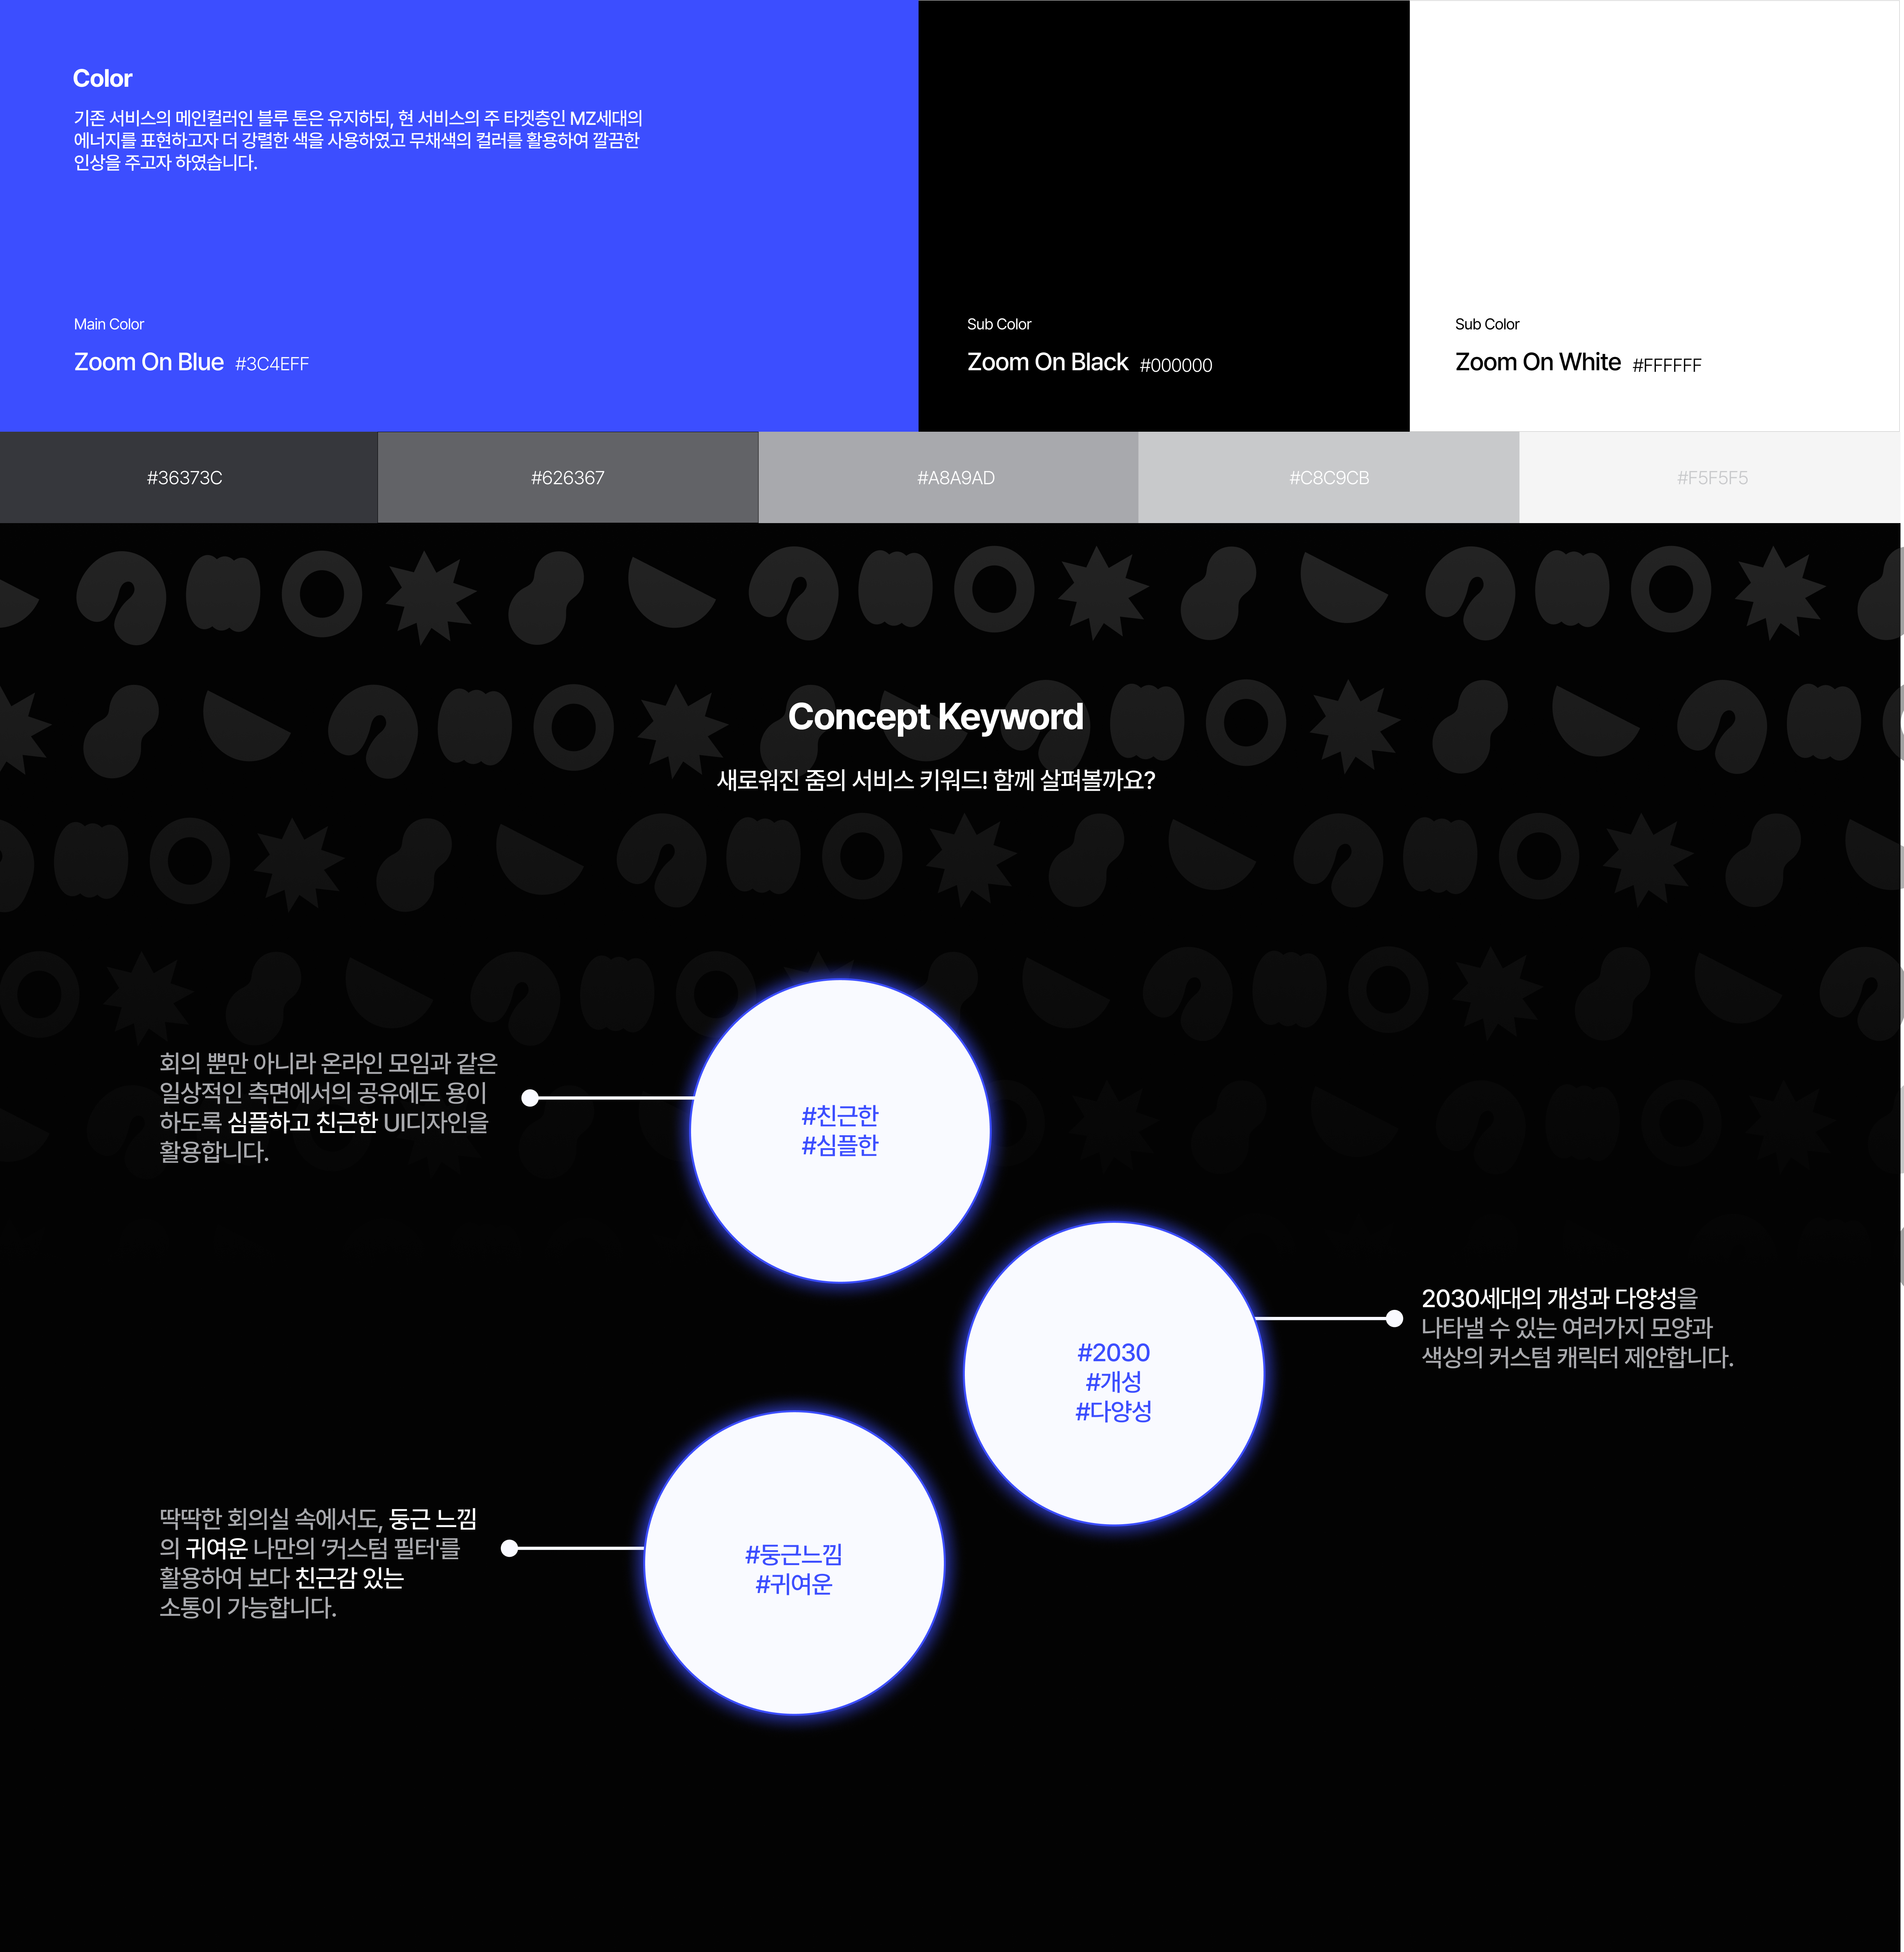 Color
기존 서비스의 메인컬러인 블루 톤은 유지하되, 현 서비스의 주 타겟층인 MZ세대의
에너지를 표현하고자 더 강렬한 색을 사용하였고 무채색의 컬러를 활용하여 깔끔한
인상을 주고자 하였습니다.
Main Color
Zoom On Blue #3C4EFF
Sub Color
Zoom On Black #000000
Sub Color
Zoom On White #FFFFFF
#36373C
#626367
#A8A9AD
#C8C9CB
#F5F5F5
Concept Keyword
새로워진 줌의 서비스 키워드! 함께 살펴볼까요?
회의 뿐만 아니라 온라인 모임과 같은
일상적인 측면에서의 공유에도 용이
하도록 심플하고 친근한 UI디자인을
활용합니다.
#친근한
#심플한
2030세대의 개성과 다양성을
나타낼 수 있는 여러가지 모양과
색상의 커스텀 캐릭터 제안합니다.
#2030
#개성
#다양성
딱딱한 회의실 속에서도, 둥근 느낌
의 귀여운 나만의 ‘커스텀 필터'를
활용하여 보다 친근감 있는
소통이 가능합니다.
#둥근느낌
#귀여운